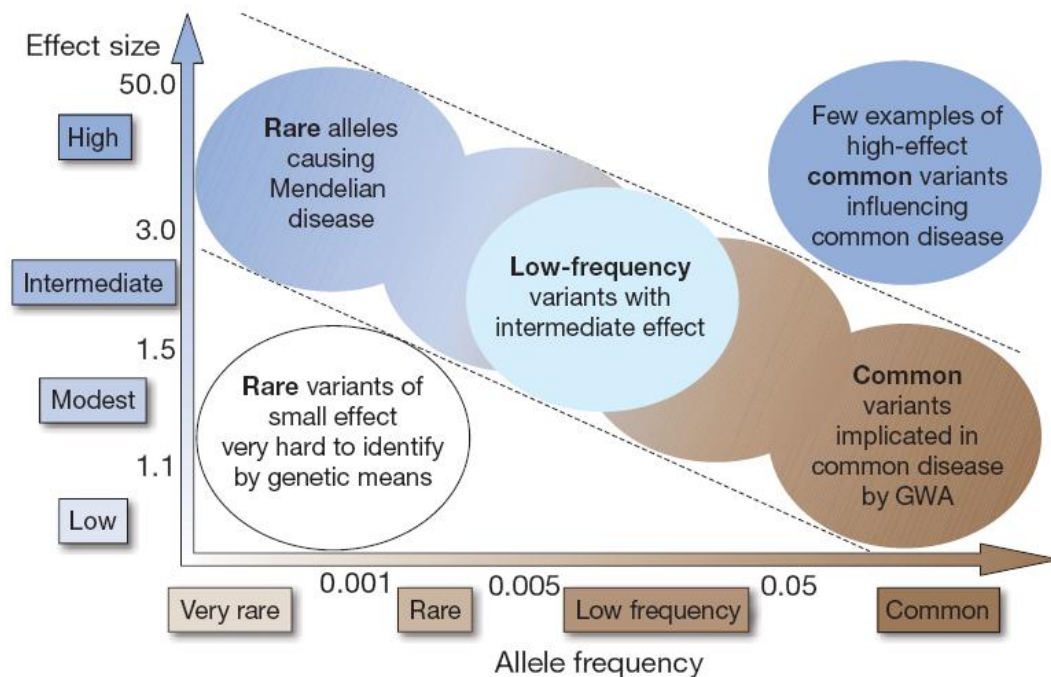 Effect size
50.0
High
3.0
Intermediate
1.5
Modest
1.1
Low
Rare alleles
causing
Mendelian
disease
Few examples of
high-effect
common variants
influencing
common disease
Low-frequency
variants with
intermediate effect
Rare variants of
small effect
very hard to identify
by genetic means
Common
variants
implicated in
common disease
by GWA
0.001
0.005
0.05
Very rare
Rare
Low frequency
Common
Allele frequency